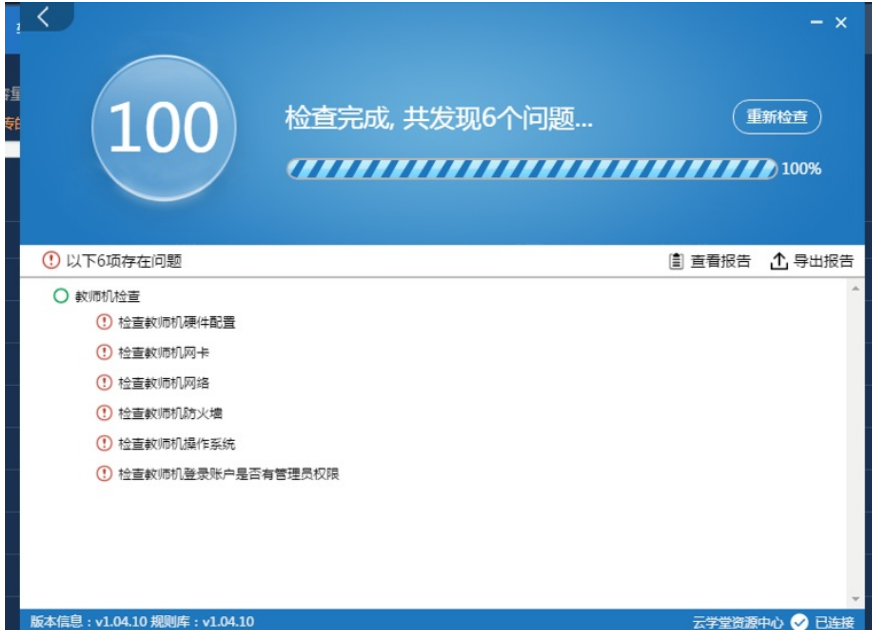 100
检查完成, 共发现6个问题...
重新检查
100%
以下6项存在问题
查看报告
导出报告
教师机检查
检查教师机硬件配置
检查教师机网卡
检查教师机网络
检查教师机防火墙
检查教师机操作系统
检查教师机登录账户是否有管理员权限
版本信息：v1.04.10 规则库：v1.04.10
云学堂资源中心 已连接